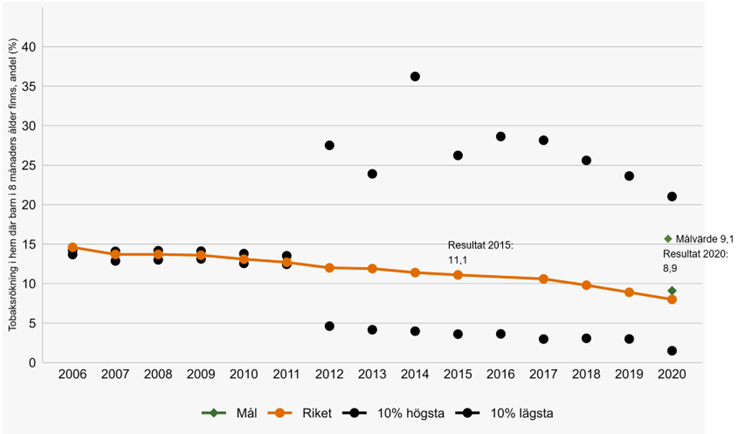 Tobaksrökning i hem där barn i 8 månaders ålder finns, andel (%)
40
35
30
25
20
15
10
5
0
Resultat 2015:
11,1
Målvärde 9,1
Resultat 2020:
8,9
2006 2007 2008 2009 2010 2011 2012 2013 2014 2015 2016 2017 2018 2019 2020
Mål Riket 10% högsta 10% lägsta